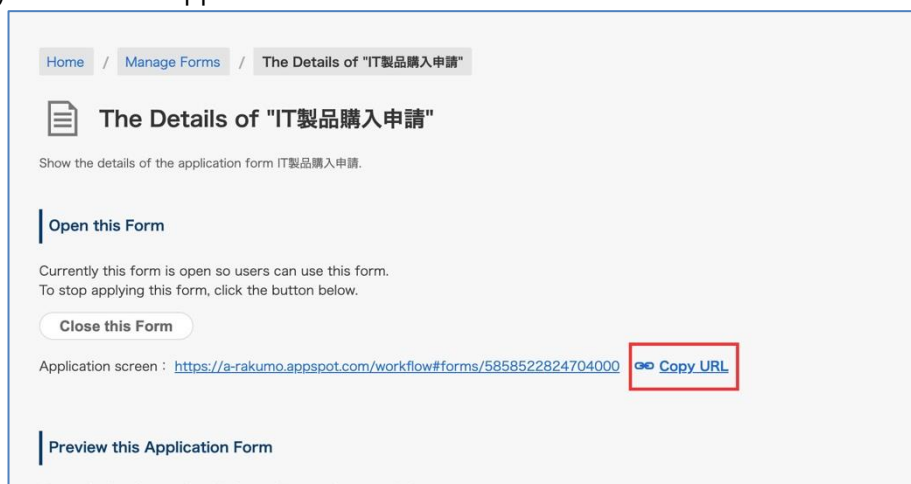 Home / Manage Forms / The Details of "IT製品購入申請"
The Details of "IT製品購入申請"
Show the details of the application form IT製品購入申請.
Open this Form
Currently this form is open so users can use this form.
To stop applying this form, click the button below.
Close this Form
Application screen : https://a-rakumo.appspot.com/workflow#forms/5858522824704000 Copy URL
Preview this Application Form